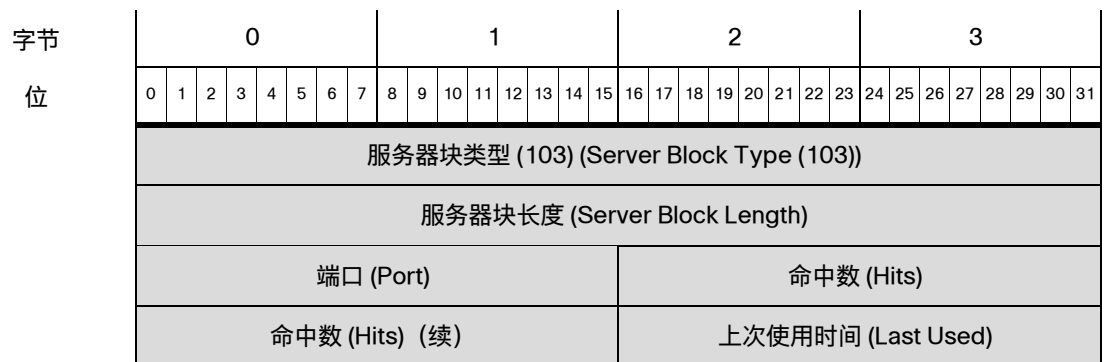 字节 0 1 2 3
位 0 1 2 3 4 5 6 7 8 9 10 11 12 13 14 15 16 17 18 19 20 21 22 23 24 25 26 27 28 29 30 31
服务器块类型 (103) (Server Block Type (103))
服务器块长度 (Server Block Length)
端口 (Port) 命中数 (Hits)
命中数 (Hits)（续） 上次使用时间 (Last Used)